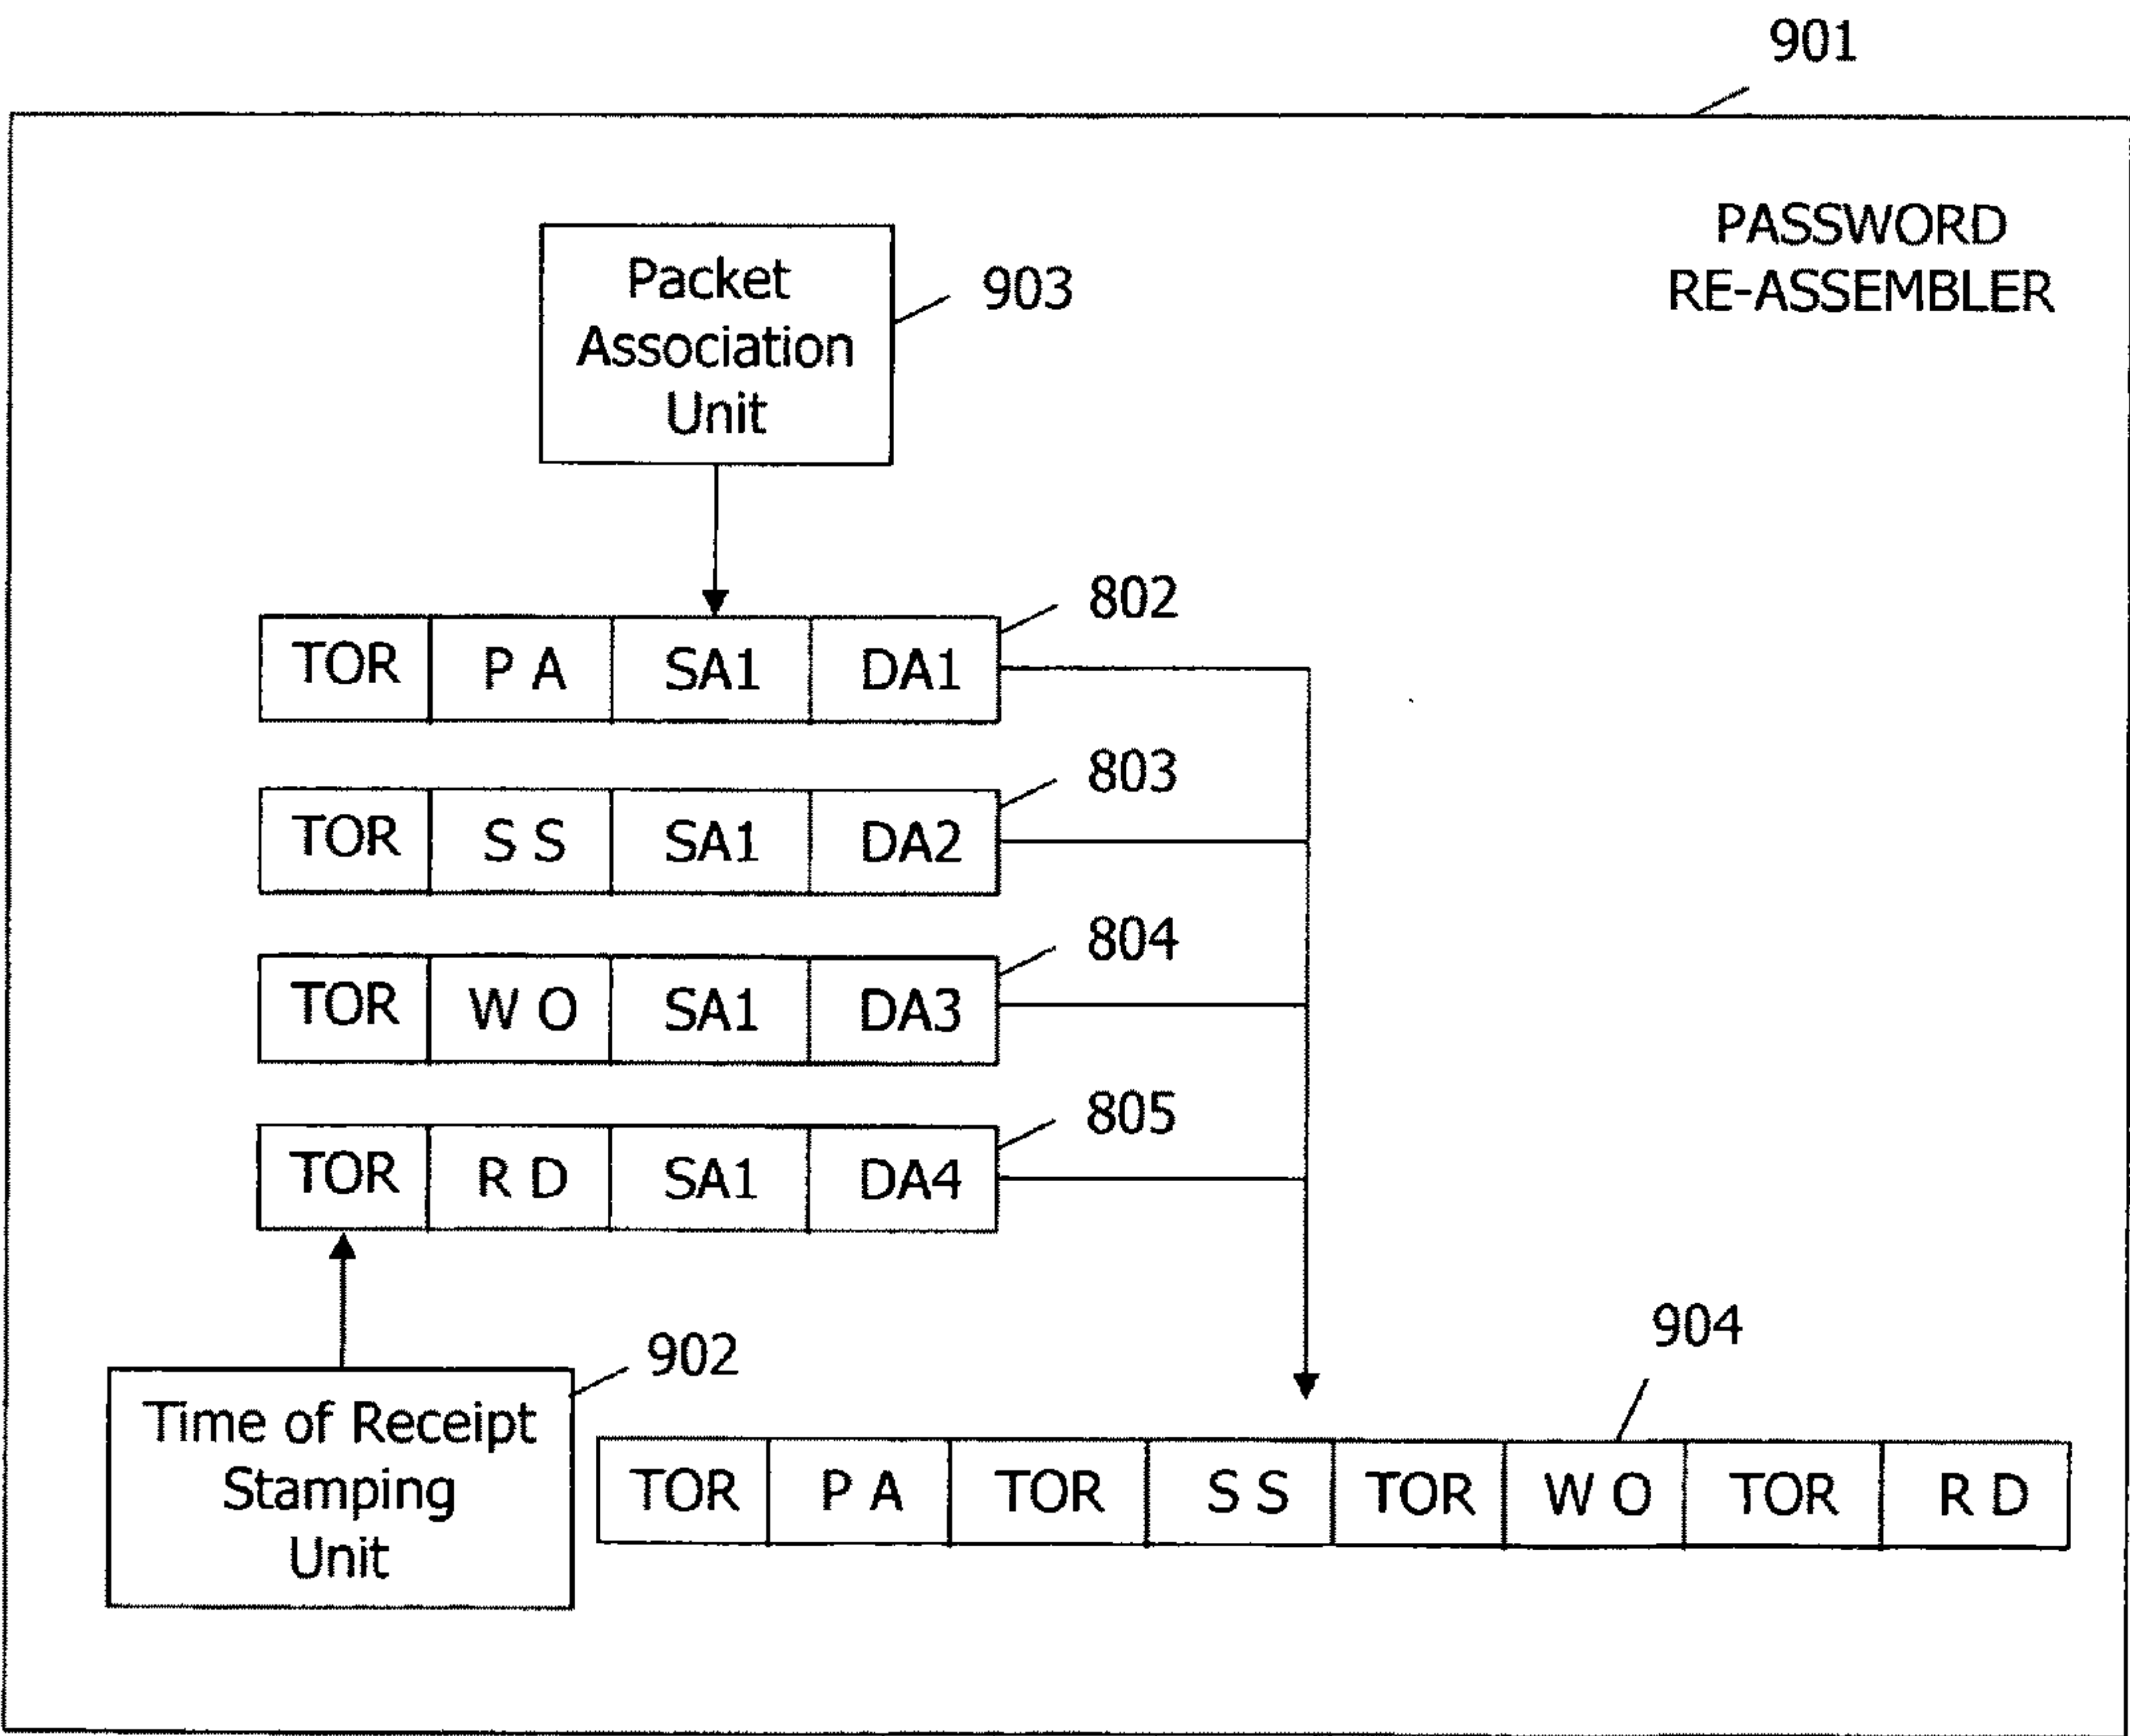 901
PASSWORD
RE-ASSEMBLER
Packet
Association
Unit
903
802
TOR P A SA1 DA1
803
TOR S S SA1 DA2
804
TOR W O SA1 DA3
805
TOR R D SA1 DA4
902
Time of Receipt
Stamping
Unit
904
TOR P A TOR S S TOR W O TOR R D